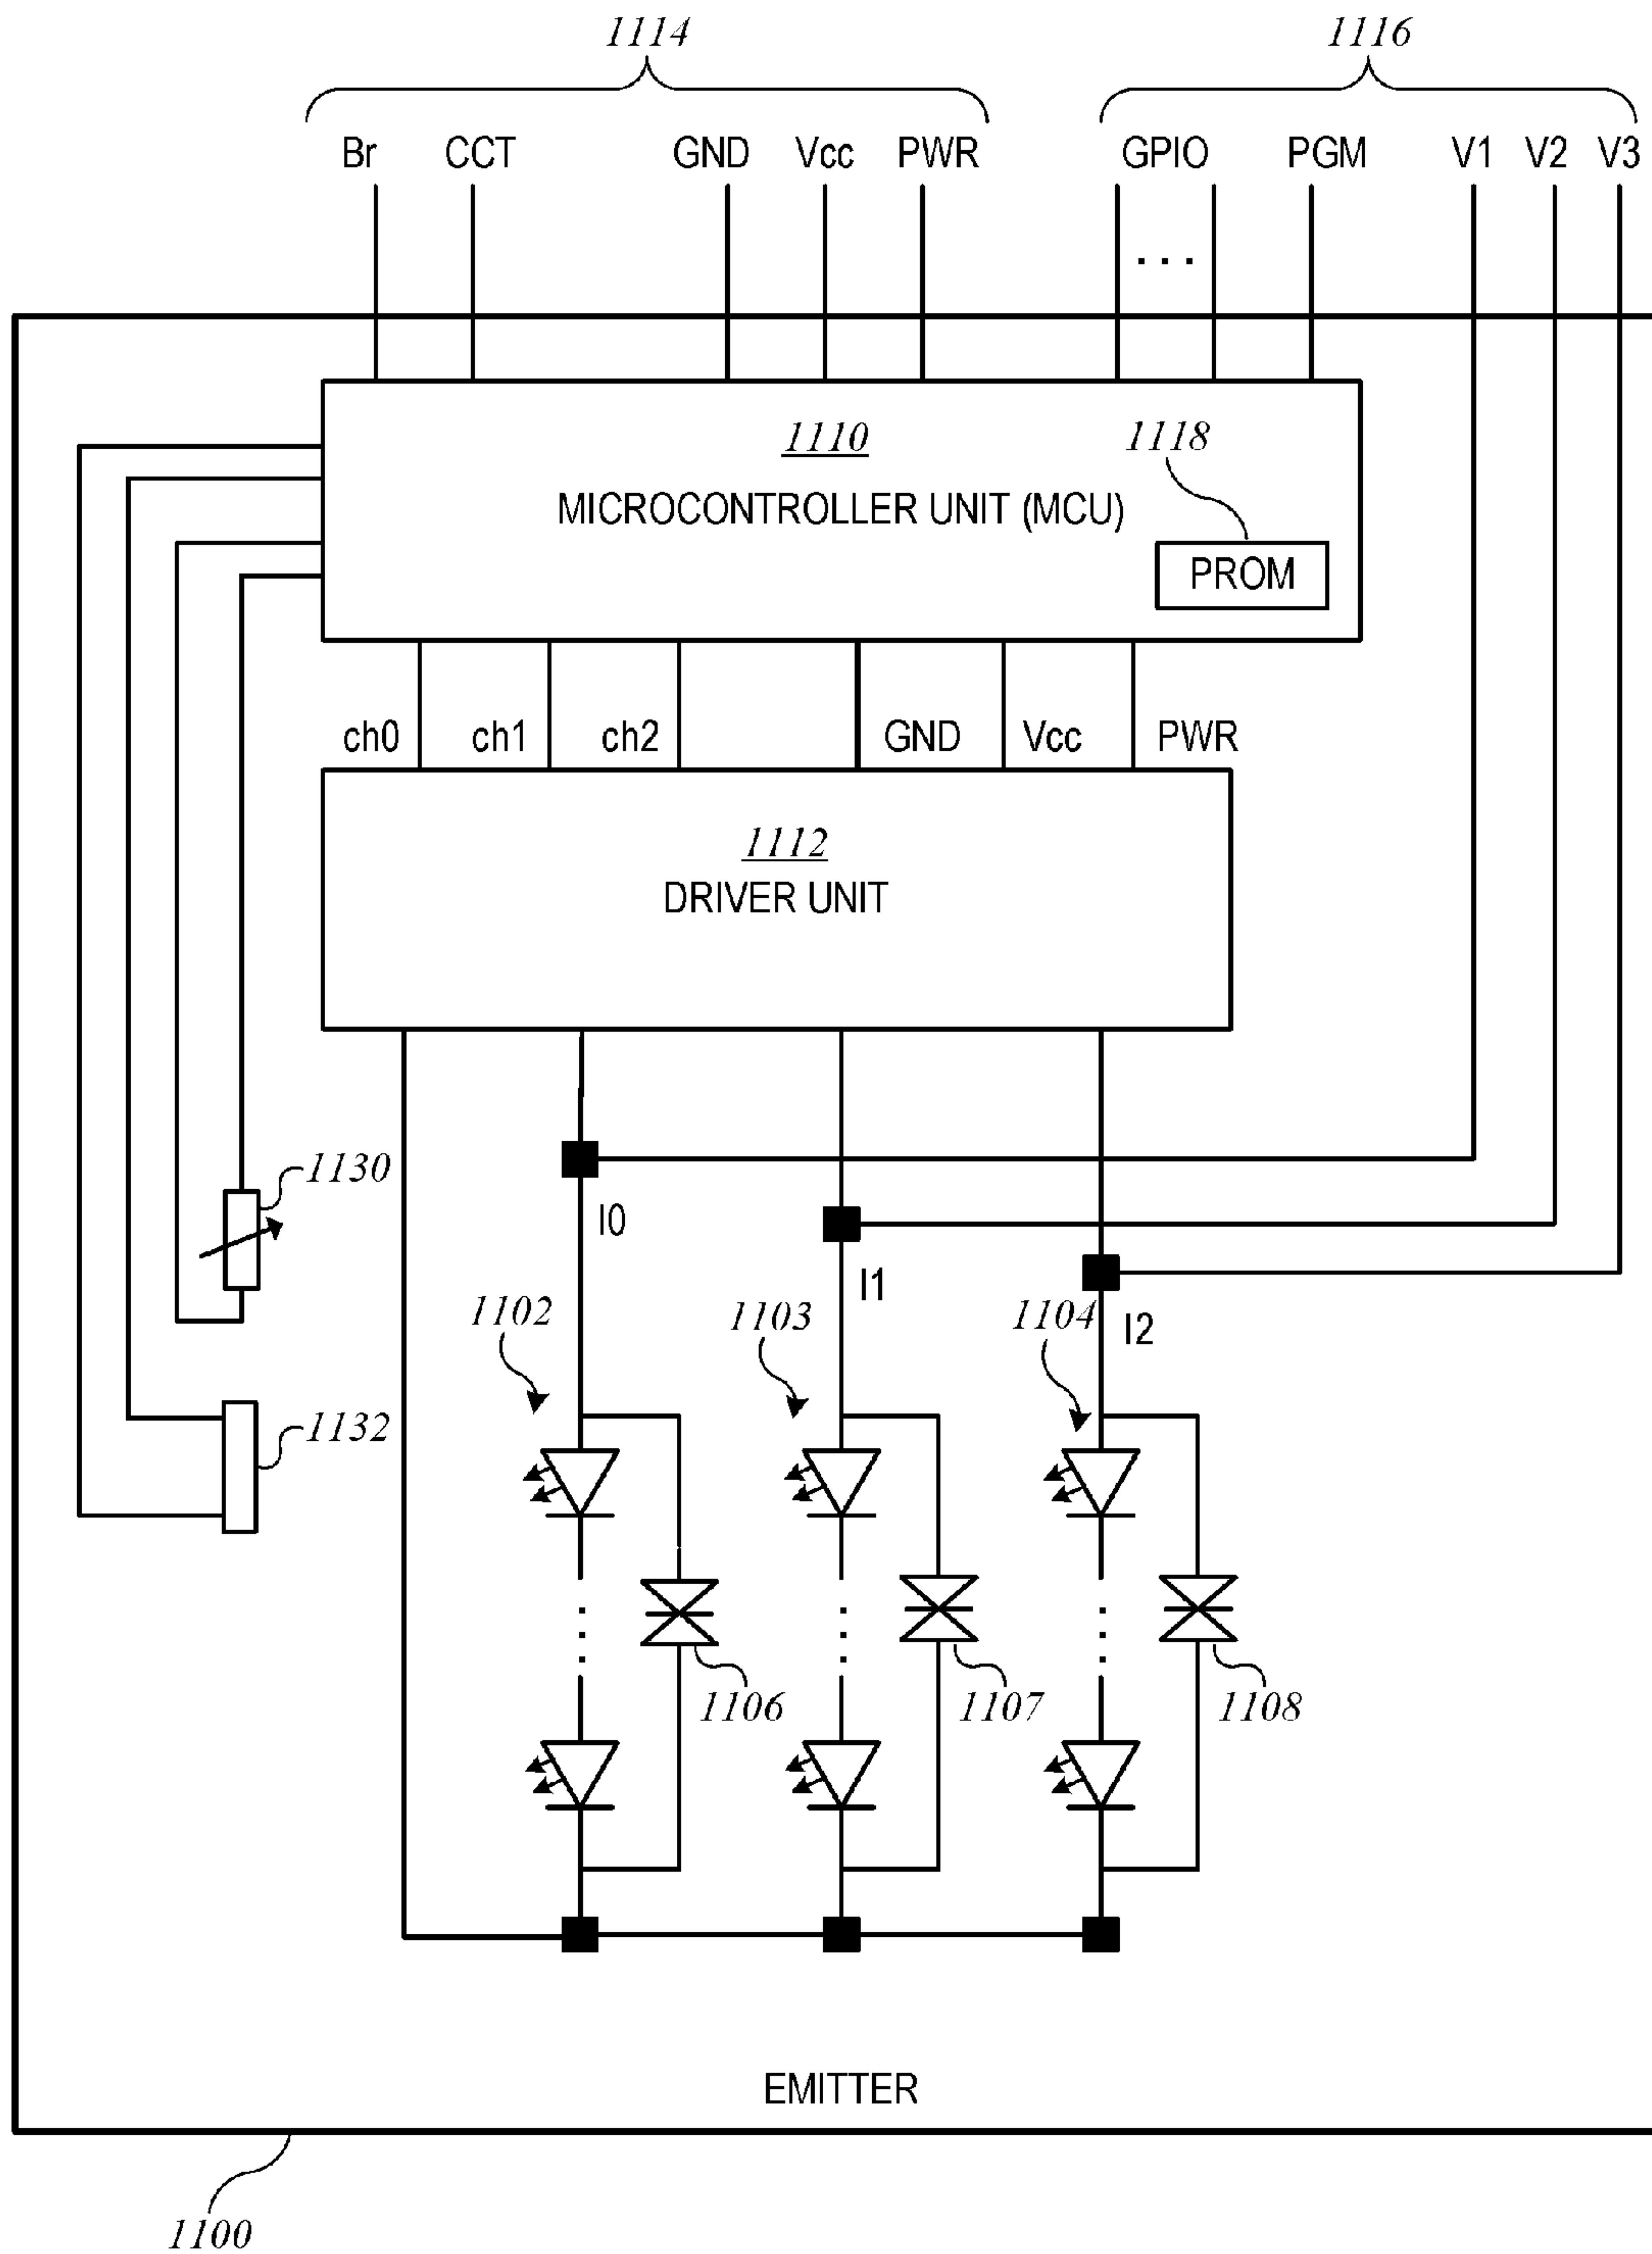 1114 1116
Br CCT GND Vcc PWR GPIO PGM V1 V2 V3
. . .
1110 1118
MICROCONTROLLER UNIT (MCU)
PROM
ch0 ch1 ch2 GND Vcc PWR
1112
DRIVER UNIT
1130
I0
I1
1102 1103 1104 I2
1132
1106 1107 1108
EMITTER
1100